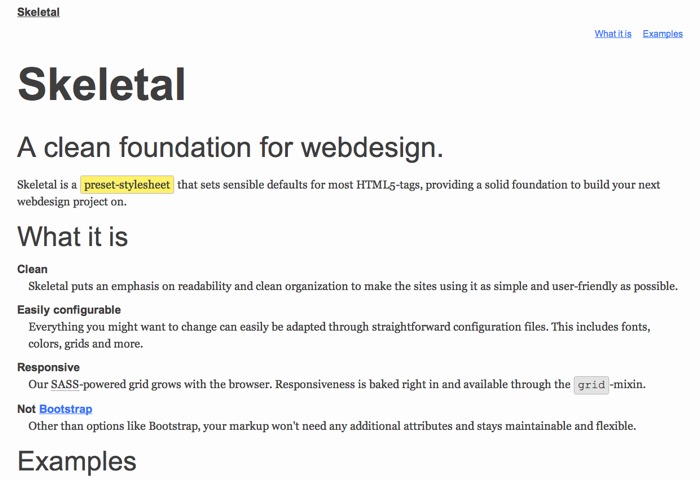 Skeletal
What it is Examples
Skeletal
A clean foundation for webdesign.
Skeletal is a preset-stylesheet that sets sensible defaults for most HTML5-tags, providing a solid foundation to build your next
webdesign project on.
What it is
Clean
Skeletal puts an emphasis on readability and clean organization to make the sites using it as simple and user-friendly as possible.
Easily configurable
Everything you might want to change can easily be adapted through straightforward configuration files. This includes fonts,
colors, grids and more.
Responsive
Our SASS-powered grid grows with the browser. Responsiveness is baked right in and available through the grid-mixin.
Not Bootstrap
Other than options like Bootstrap, your markup won't need any additional attributes and stays maintainable and flexible.
Examples